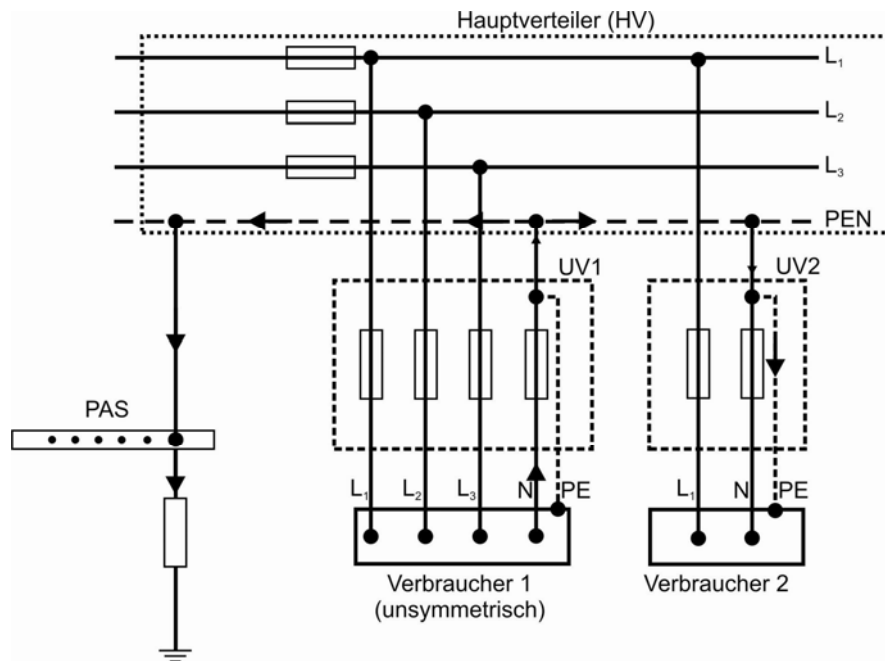 Hauptverteiler (HV)
L₁
L₂
L₃
PEN
UV1
UV2
PAS
L₁ L₂ L₃ N PE
L₁ N PE
Verbraucher 1
(unsymmetrisch)
Verbraucher 2